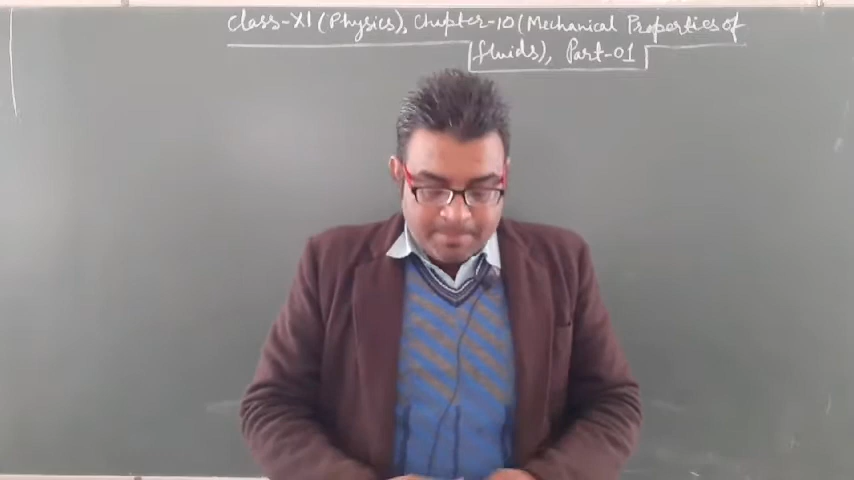 Class-XI (Physics), Chapter-10 (Mechanical Properties of
fluids), Part-01